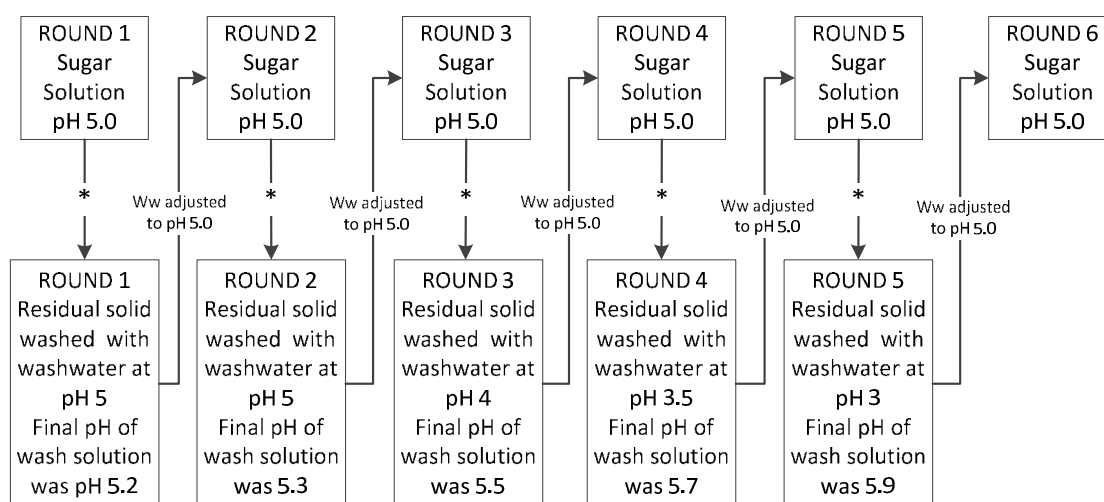 ROUND 1
Sugar
Solution
pH 5.0
ROUND 2
Sugar
Solution
pH 5.0
ROUND 3
Sugar
Solution
pH 5.0
ROUND 4
Sugar
Solution
pH 5.0
ROUND 5
Sugar
Solution
pH 5.0
ROUND 6
Sugar
Solution
pH 5.0
*
Ww adjusted
to pH 5.0
*
Ww adjusted
to pH 5.0
*
Ww adjusted
to pH 5.0
*
Ww adjusted
to pH 5.0
*
Ww adjusted
to pH 5.0
ROUND 1
Residual solid
washed with
washwater at
pH 5
Final pH of
wash solution
was pH 5.2
ROUND 2
Residual solid
washed with
washwater at
pH 5
Final pH of
wash solution
was 5.3
ROUND 3
Residual solid
washed with
washwater at
pH 4
Final pH of
wash solution
was 5.5
ROUND 4
Residual solid
washed with
washwater at
pH 3.5
Final pH of
wash solution
was 5.7
ROUND 5
Residual solid
washed with
washwater at
pH 3
Final pH of
wash solution
was 5.9